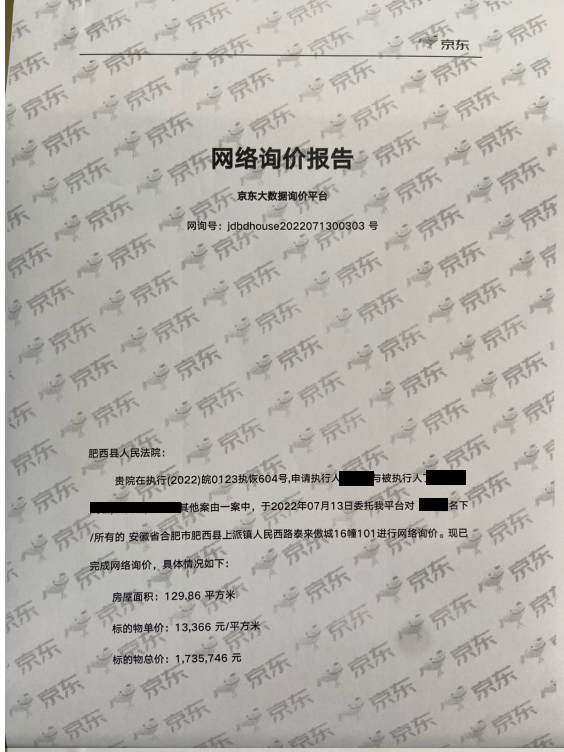 京东
网络询价报告
京东大数据询价平台
网询号：jdbdhouse2022071300303 号
肥西县人民法院：
贵院在执行(2022)皖0123执恢604号,申请执行人 与被执行人
其他案由一案中，于2022年07月13日委托我平台对 名下
/所有的 安徽省合肥市肥西县上派镇人民西路泰来傲城16幢101进行网络询价。现已
完成网络询价，具体情况如下：
房屋面积：129.86 平方米
标的物单价：13,366 元/平方米
标的物总价：1,735,746 元